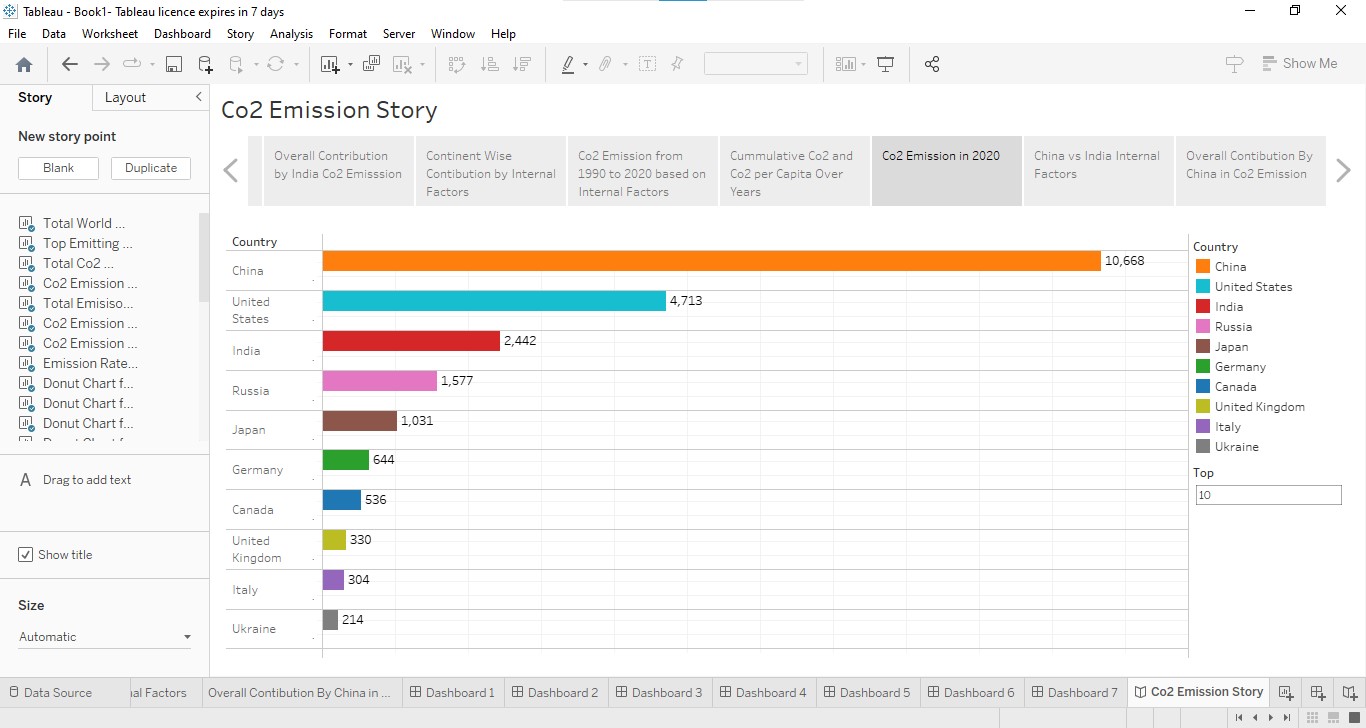 Tableau - Book1- Tableau licence expires in 7 days
File Data Worksheet Dashboard Story Analysis Format Server Window Help
Show Me
Story Layout
New story point
Blank Duplicate
Total World ...
Top Emitting ...
Total Co2 ...
Co2 Emission ...
Total Emisiso...
Co2 Emission ...
Co2 Emission ...
Emission Rate...
Donut Chart f...
Donut Chart f...
Donut Chart f...
A Drag to add text
Show title
Size
Automatic
Co2 Emission Story
Overall Contribution
by India Co2 Emisssion
Continent Wise
Contibution by Internal
Factors
Co2 Emission from
1990 to 2020 based on
Internal Factors
Cummulative Co2 and
Co2 per Capita Over
Years
Co2 Emission in 2020
China vs India Internal
Factors
Overall Contibution By
China in Co2 Emission
Country
China 10,668
United
States 4,713
India 2,442
Russia 1,577
Japan 1,031
Germany 644
Canada 536
United
Kingdom 330
Italy 304
Ukraine 214
Country
China
United States
India
Russia
Japan
Germany
Canada
United Kingdom
Italy
Ukraine
Top
10
Data Source al Factors Overall Contibution By China in ... Dashboard 1 Dashboard 2 Dashboard 3 Dashboard 4 Dashboard 5 Dashboard 6 Dashboard 7 Co2 Emission Story